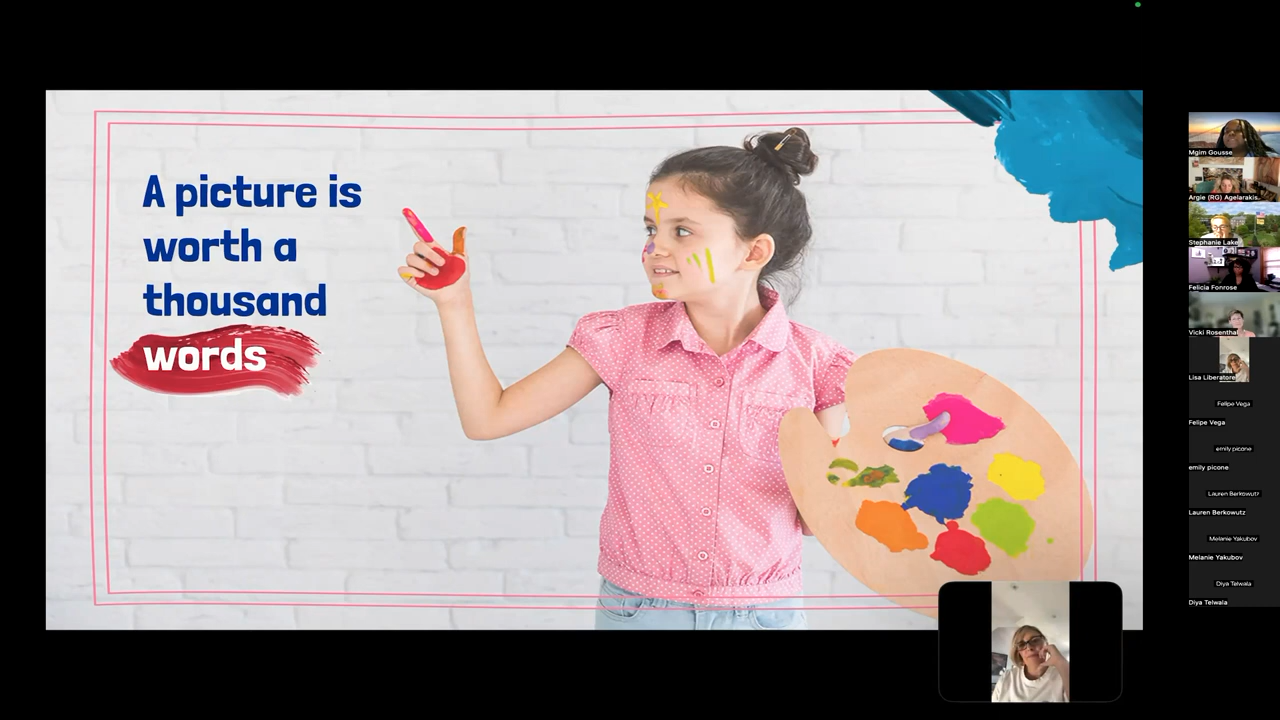 A picture is
worth a
thousand
words
Mgim Gousse
Argie (RG) Agelarakis..
Stephanie Lake
Felicia Fonrose
Vicki Rosenthal
Lisa Liberatore
Felipe Vega
Felipe Vega
emily picone
emily picone
Lauren Berkowutz
Lauren Berkowutz
Melanie Yakubov
Melanie Yakubov
Diya Telwala
Diya Telwala